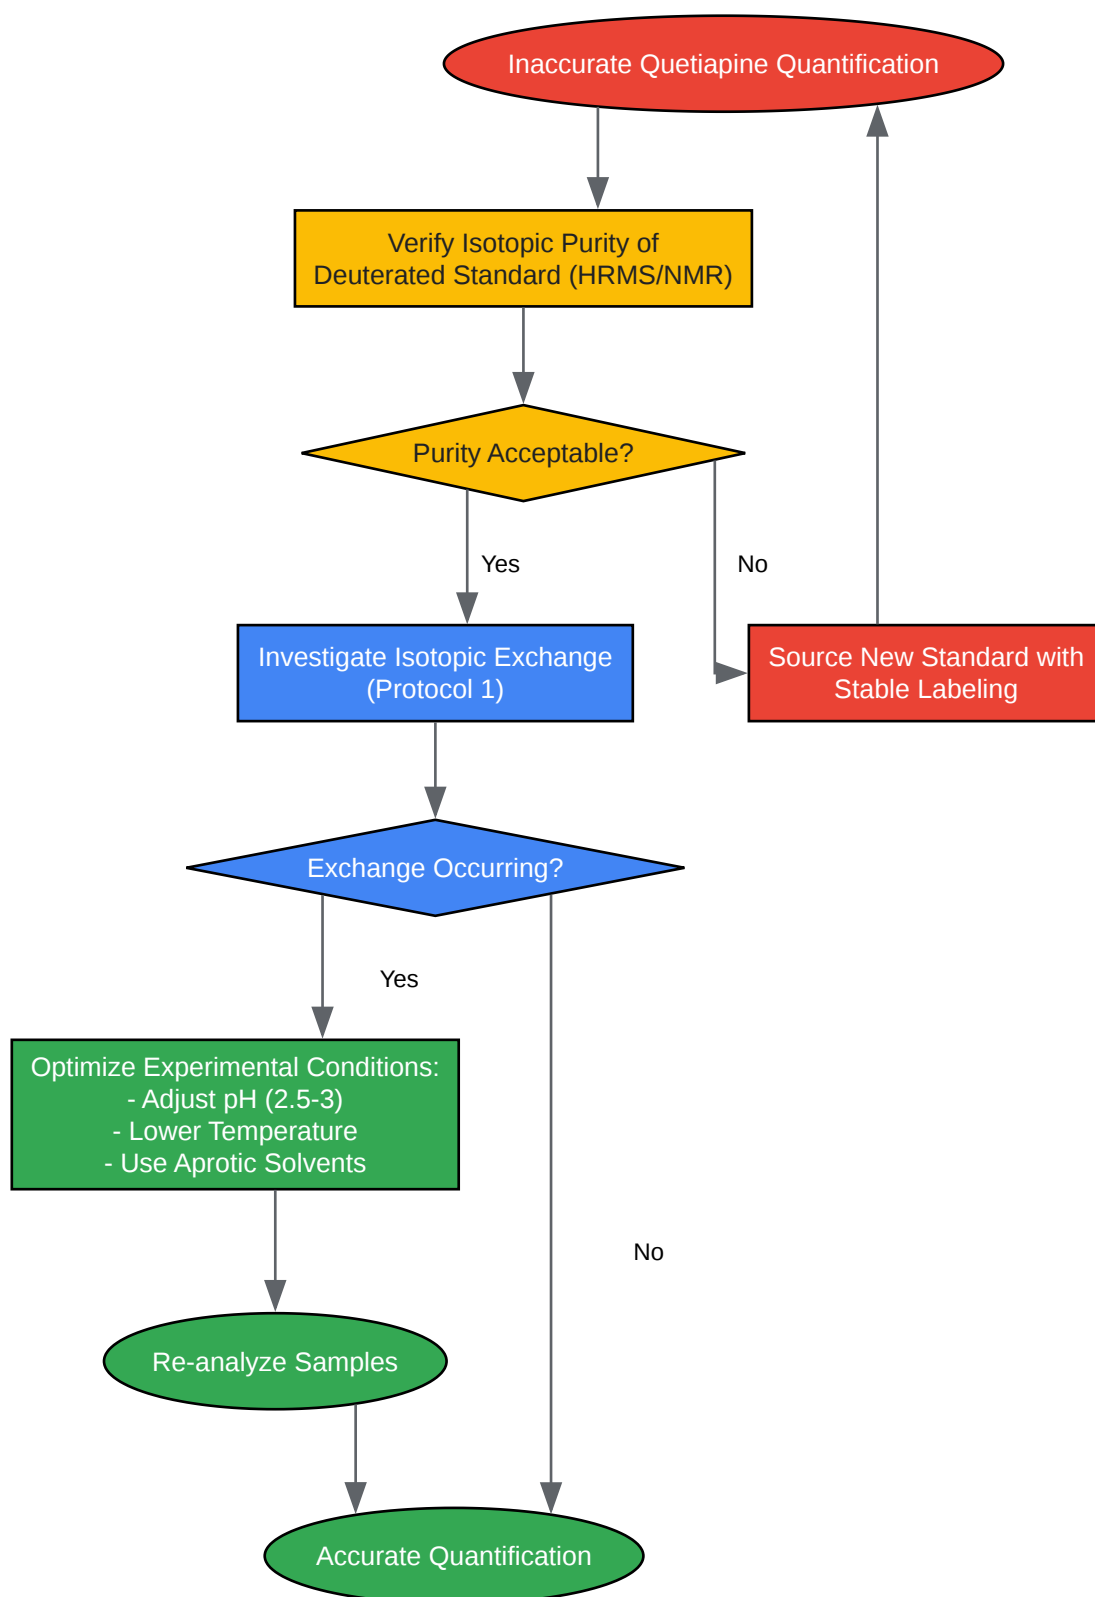 Inaccurate Quetiapine Quantification
Verify Isotopic Purity of
Deuterated Standard (HRMS/NMR)
Purity Acceptable?
Yes
No
Investigate Isotopic Exchange
(Protocol 1)
Source New Standard with
Stable Labeling
Exchange Occurring?
Yes
Optimize Experimental Conditions:
- Adjust pH (2.5-3)
- Lower Temperature
- Use Aprotic Solvents
No
Re-analyze Samples
Accurate Quantification